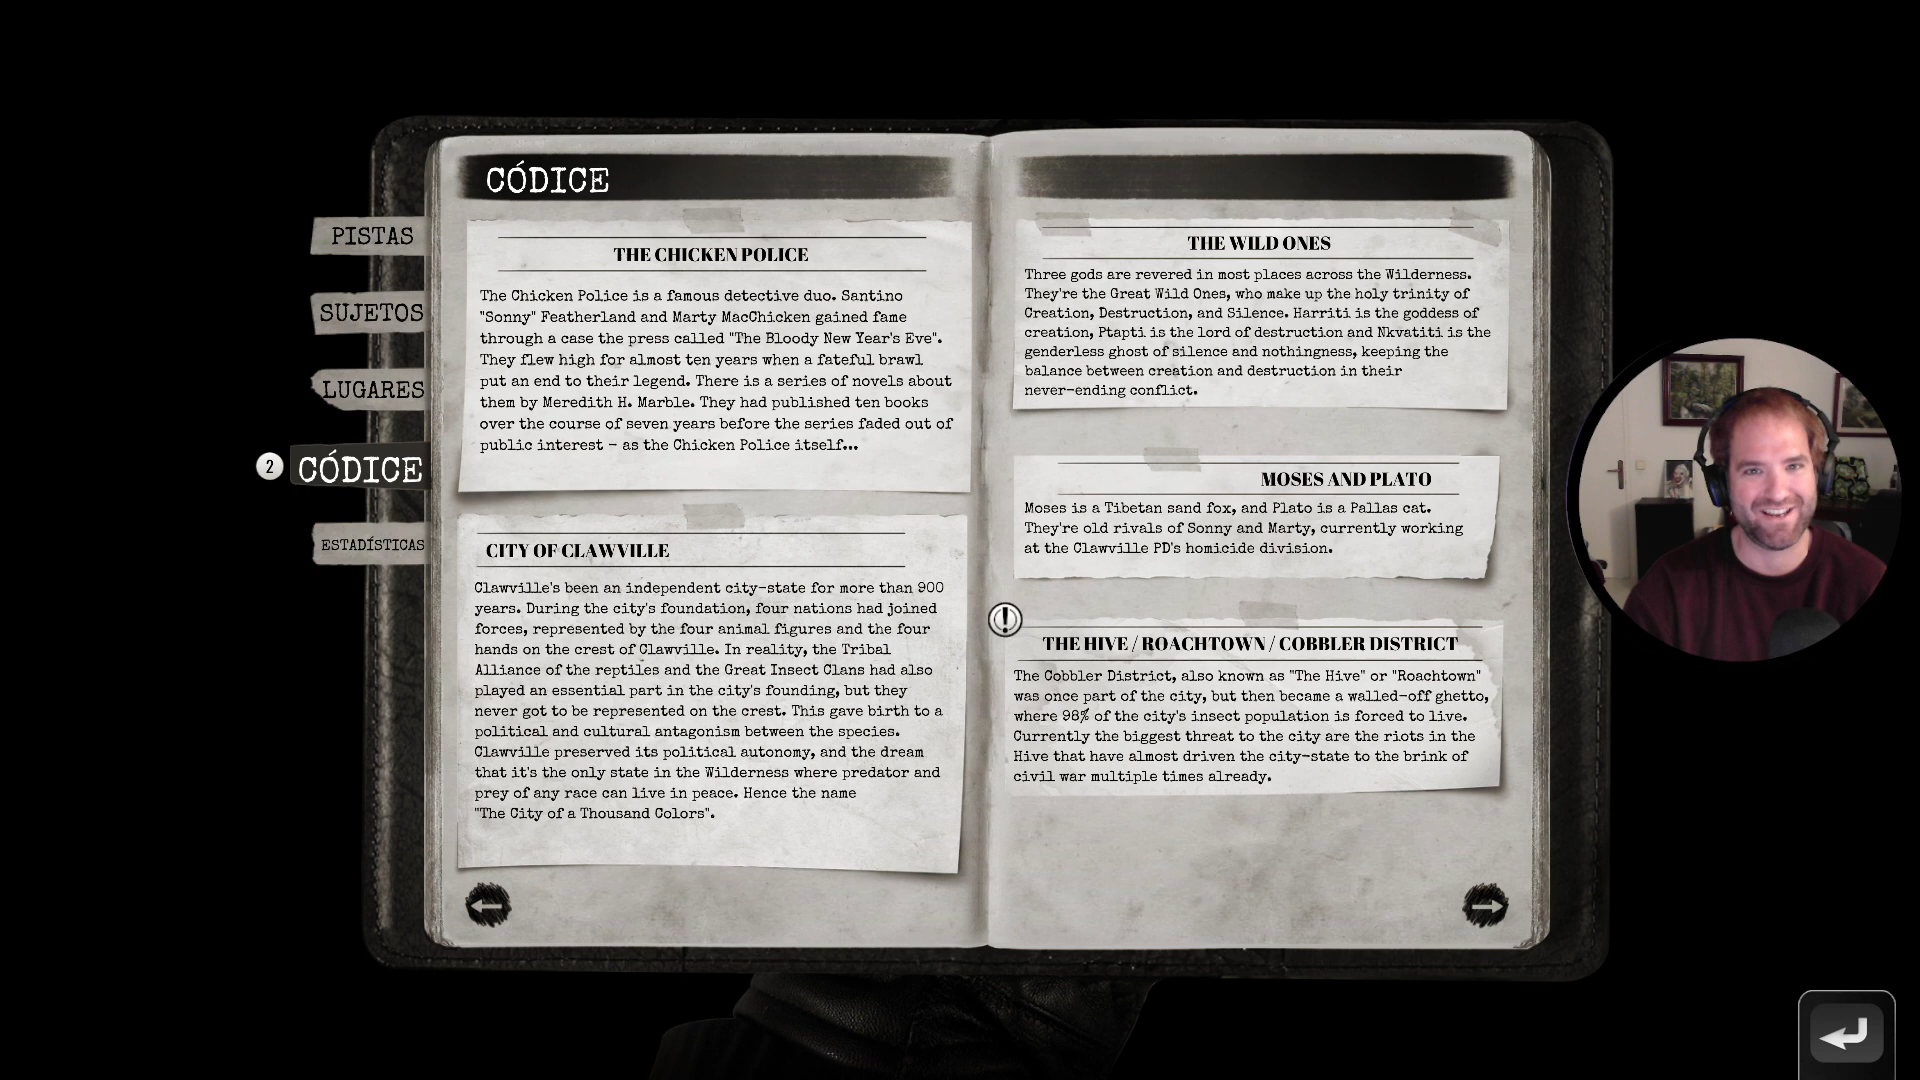 CÓDICE
PISTAS
SUJETOS
LUGARES
2
CÓDICE
ESTADÍSTICAS
THE CHICKEN POLICE
The Chicken Police is a famous detective duo. Santino
"Sonny" Featherland and Marty MacChicken gained fame
through a case the press called "The Bloody New Year's Eve".
They flew high for almost ten years when a fateful brawl
put an end to their legend. There is a series of novels about
them by Meredith H. Marble. They had published ten books
over the course of seven years before the series faded out of
public interest - as the Chicken Police itself...
CITY OF CLAWVILLE
Clawville's been an independent city-state for more than 900
years. During the city's foundation, four nations had joined
forces, represented by the four animal figures and the four
hands on the crest of Clawville. In reality, the Tribal
Alliance of the reptiles and the Great Insect Clans had also
played an essential part in the city's founding, but they
never got to be represented on the crest. This gave birth to a
political and cultural antagonism between the species.
Clawville preserved its political autonomy, and the dream
that it's the only state in the Wilderness where predator and
prey of any race can live in peace. Hence the name
"The City of a Thousand Colors".
THE WILD ONES
Three gods are revered in most places across the Wilderness.
They're the Great Wild Ones, who make up the holy trinity of
Creation, Destruction, and Silence. Harriti is the goddess of
creation, Ptapti is the lord of destruction and Nkvatiti is the
genderless ghost of silence and nothingness, keeping the
balance between creation and destruction in their
never-ending conflict.
MOSES AND PLATO
Moses is a Tibetan sand fox, and Plato is a Pallas cat.
They're old rivals of Sonny and Marty, currently working
at the Clawville PD's homicide division.
!
THE HIVE / ROACHTOWN / COBBLER DISTRICT
The Cobbler District, also known as "The Hive" or "Roachtown"
was once part of the city, but then became a walled-off ghetto,
where 98% of the city's insect population is forced to live.
Currently the biggest threat to the city are the riots in the
Hive that have almost driven the city-state to the brink of
civil war multiple times already.